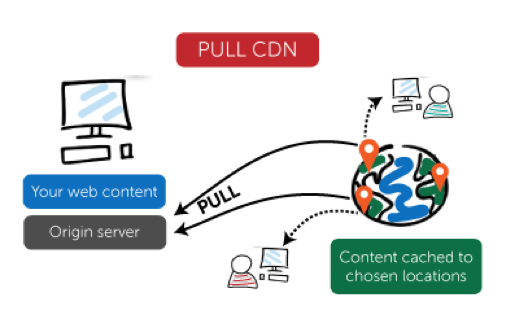 PULL CDN
Your web content
Origin server
PULL
Content cached to
chosen locations